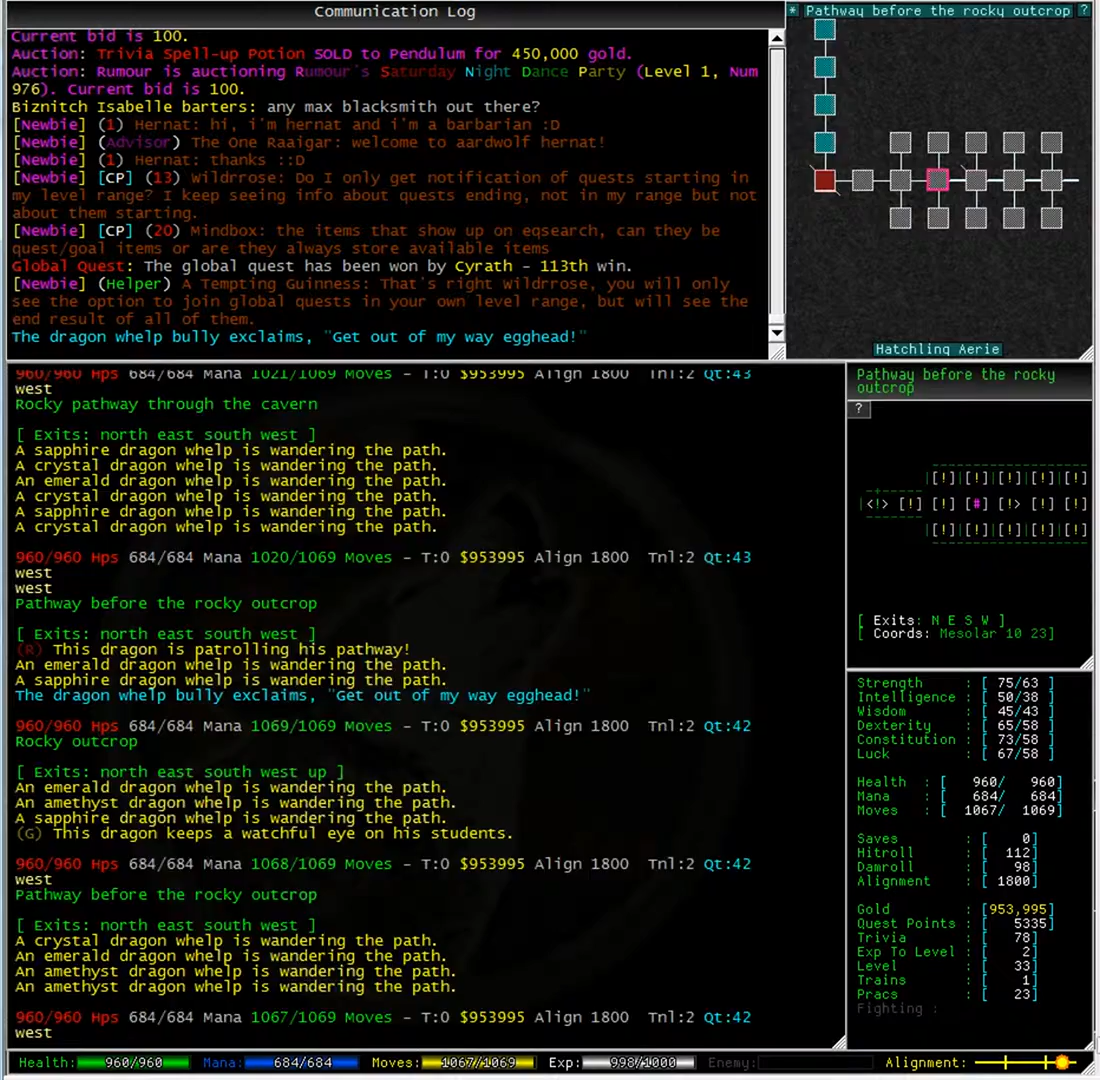 Communication Log
Current bid is 100.
Auction: Trivia Spell-up Potion SOLD to Pendulum for 450,000 gold.
Auction: Rumour is auctioning Rumour's Saturday Night Dance Party (Level 1, Num
976). Current bid is 100.
Biznitch Isabelle barters: any max blacksmith out there?
[Newbie] (1) Hernat: hi, i'm hernat and i'm a barbarian :D
[Newbie] (Advisor) The One Raaigar: welcome to aardwolf hernat!
[Newbie] (1) Hernat: thanks ::D
[Newbie] [CP] (13) Wildrrose: Do I only get notification of quests starting in
my level range? I keep seeing info about quests ending, not in my range but not
about them starting.
[Newbie] [CP] (20) Mindbox: the items that show up on eqsearch, can they be
quest/goal items or are they always store available items
Global Quest: The global quest has been won by Cyrath - 113th win.
[Newbie] (Helper) A Tempting Guinness: That's right Wildrrose, you will only
see the option to join global quests in your own level range, but will see the
end result of all of them.
The dragon whelp bully exclaims, "Get out of my way egghead!"
* Pathway before the rocky outcrop ?
Hatchling Aerie
960/960 Hps 684/684 Mana 1021/1069 Moves - T:0 $953995 Align 1800 Tnl:2 Qt:43
west
Rocky pathway through the cavern
[ Exits: north east south west ]
A sapphire dragon whelp is wandering the path.
A crystal dragon whelp is wandering the path.
An emerald dragon whelp is wandering the path.
A crystal dragon whelp is wandering the path.
A sapphire dragon whelp is wandering the path.
A crystal dragon whelp is wandering the path.
960/960 Hps 684/684 Mana 1020/1069 Moves - T:0 $953995 Align 1800 Tnl:2 Qt:43
west
west
Pathway before the rocky outcrop
[ Exits: north east south west ]
(R) This dragon is patrolling his pathway!
An emerald dragon whelp is wandering the path.
A sapphire dragon whelp is wandering the path.
The dragon whelp bully exclaims, "Get out of my way egghead!"
960/960 Hps 684/684 Mana 1069/1069 Moves - T:0 $953995 Align 1800 Tnl:2 Qt:42
Rocky outcrop
[ Exits: north east south west up ]
An emerald dragon whelp is wandering the path.
An amethyst dragon whelp is wandering the path.
A sapphire dragon whelp is wandering the path.
(G) This dragon keeps a watchful eye on his students.
960/960 Hps 684/684 Mana 1068/1069 Moves - T:0 $953995 Align 1800 Tnl:2 Qt:42
west
Pathway before the rocky outcrop
[ Exits: north east south west ]
A crystal dragon whelp is wandering the path.
An emerald dragon whelp is wandering the path.
An amethyst dragon whelp is wandering the path.
An amethyst dragon whelp is wandering the path.
960/960 Hps 684/684 Mana 1067/1069 Moves - T:0 $953995 Align 1800 Tnl:2 Qt:42
west
Pathway before the rocky
outcrop
?
|[!]|[!]|[!]|[!]|[!]
|<!> [!] [!] [#] [!> [!] [!]
|[!]|[!]|[!]|[!]|[!]
[ Exits: N E S W ]
[ Coords: Mesolar 10 23]
Strength : [ 75/63 ]
Intelligence : [ 50/38 ]
Wisdom : [ 45/43 ]
Dexterity : [ 65/58 ]
Constitution : [ 73/58 ]
Luck : [ 67/58 ]
Health : [ 960/ 960]
Mana : [ 684/ 684]
Moves : [ 1067/ 1069]
Saves : [ 0]
Hitroll : [ 112]
Damroll : [ 98]
Alignment : [ 1800]
Gold : [953,995]
Quest Points : [ 5335]
Trivia : [ 78]
Exp To Level : [ 2]
Level : [ 33]
Trains : [ 1]
Pracs : [ 23]
Fighting :
Health: 960/960 Mana: 684/684 Moves: 1067/1069 Exp: 998/1000 Enemy: Alignment: